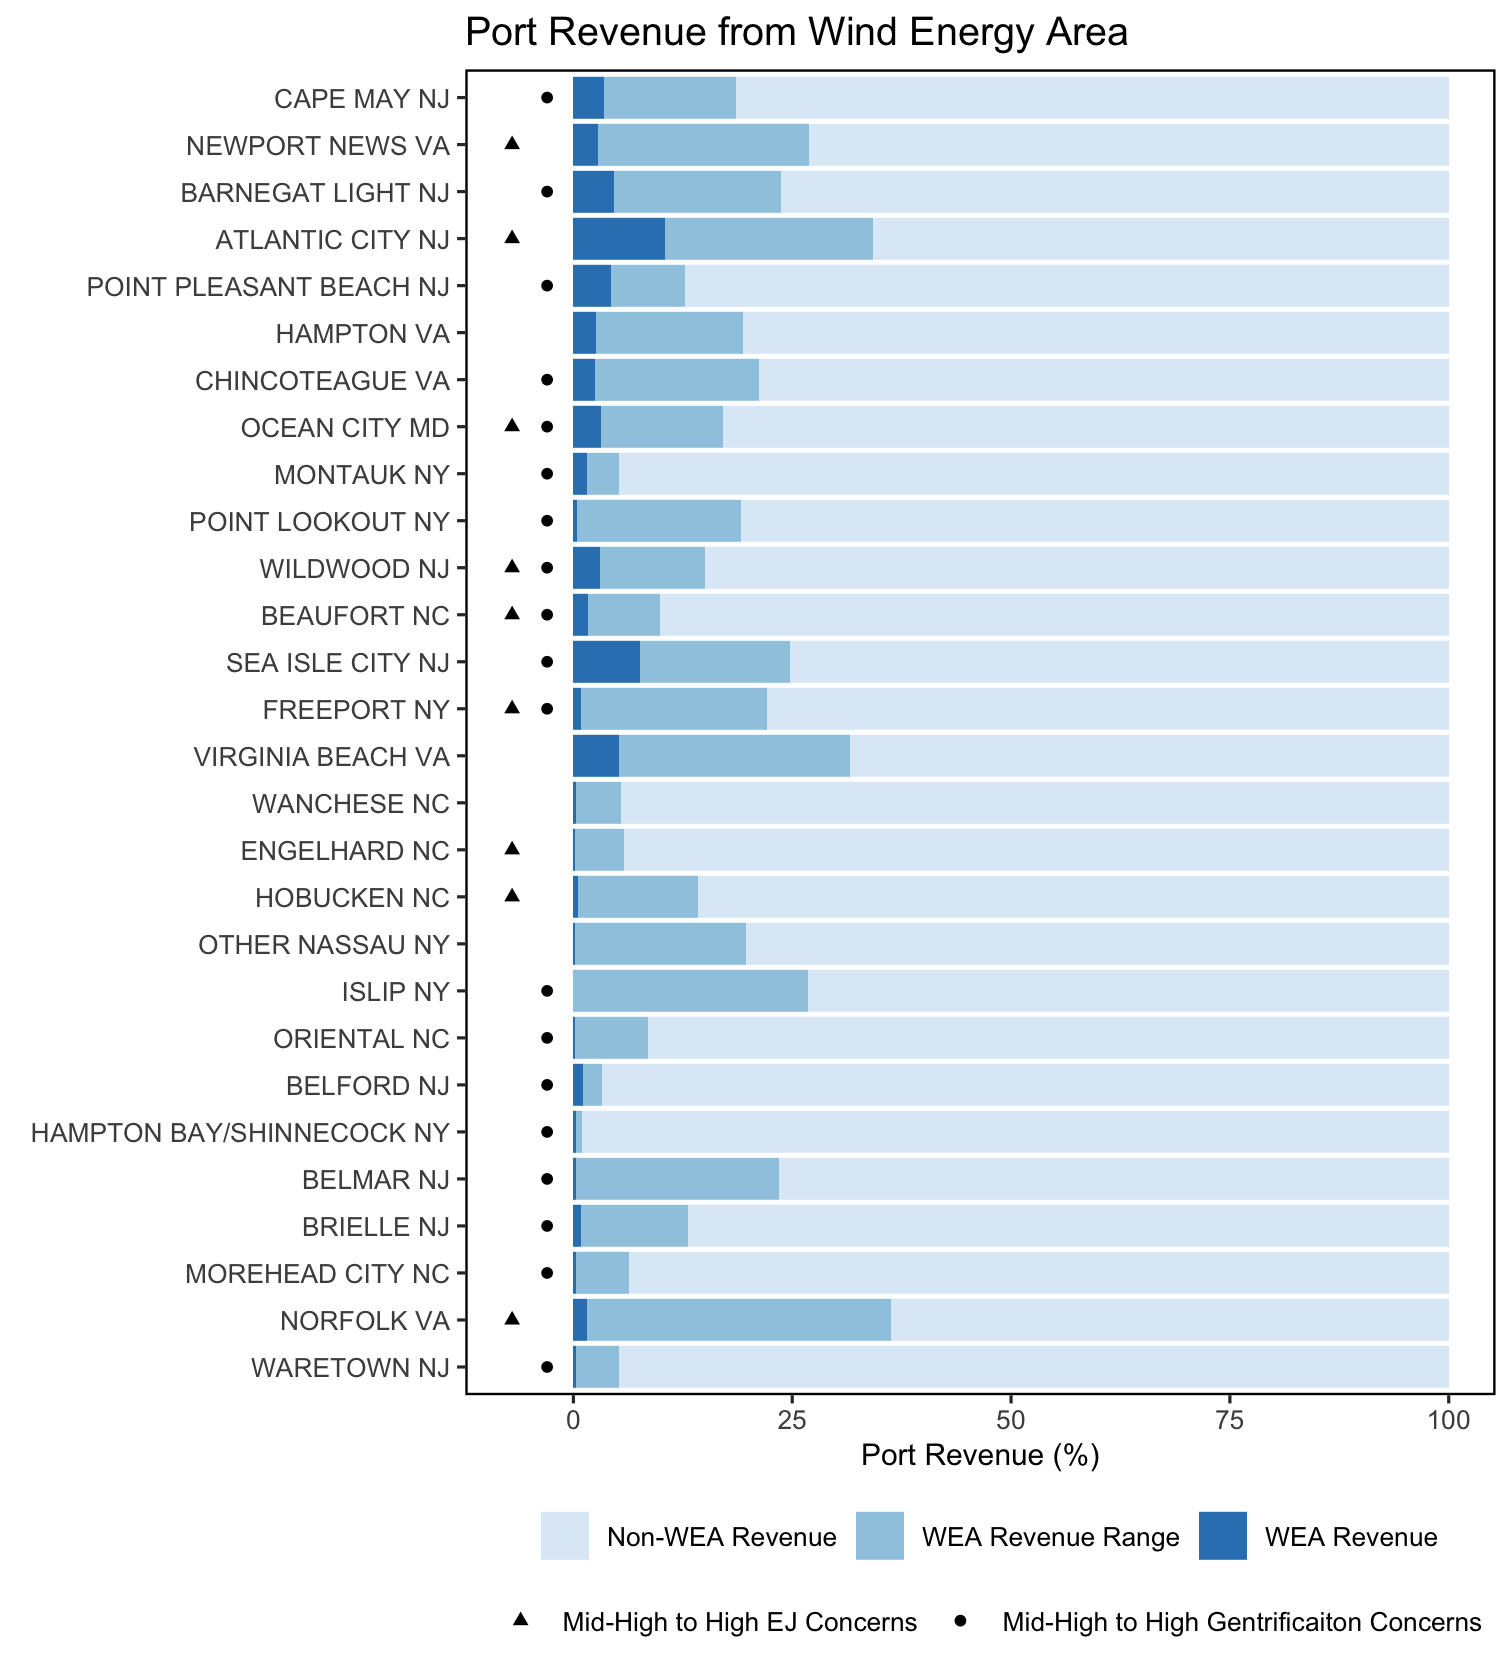 Port Revenue from Wind Energy Area
CAPE MAY NJ
NEWPORT NEWS VA
BARNEGAT LIGHT NJ
ATLANTIC CITY NJ
POINT PLEASANT BEACH NJ
HAMPTON VA
CHINCOTEAGUE VA
OCEAN CITY MD
MONTAUK NY
POINT LOOKOUT NY
WILDWOOD NJ
BEAUFORT NC
SEA ISLE CITY NJ
FREEPORT NY
VIRGINIA BEACH VA
WANCHESE NC
ENGELHARD NC
HOBUCKEN NC
OTHER NASSAU NY
ISLIP NY
ORIENTAL NC
BELFORD NJ
HAMPTON BAY/SHINNECOCK NY
BELMAR NJ
BRIELLE NJ
MOREHEAD CITY NC
NORFOLK VA
WARETOWN NJ
0 25 50 75 100
Port Revenue (%)
Non-WEA Revenue WEA Revenue Range WEA Revenue
Mid-High to High EJ Concerns Mid-High to High Gentrificaiton Concerns